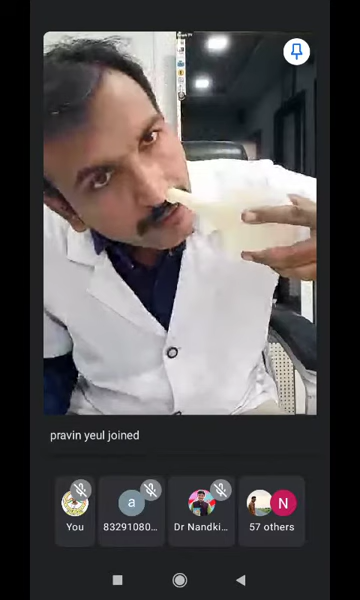 pravin yeul joined
a
N
You
83291080...
Dr Nandki...
57 others